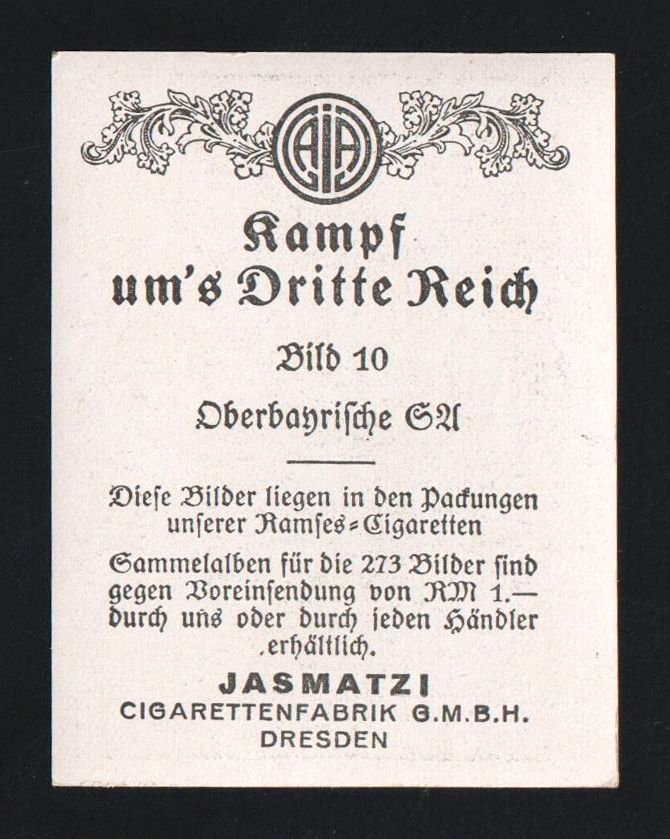 Kampf
um's Dritte Reich
Bild 10
Oberbayrische SA
Diese Bilder liegen in den Packungen
unserer Ramses=Cigaretten
Sammelalben für die 273 Bilder sind
gegen Voreinsendung von RM 1.—
durch uns oder durch jeden Händler
erhältlich.
JASMATZI
CIGARETTENFABRIK G.M.B.H.
DRESDEN